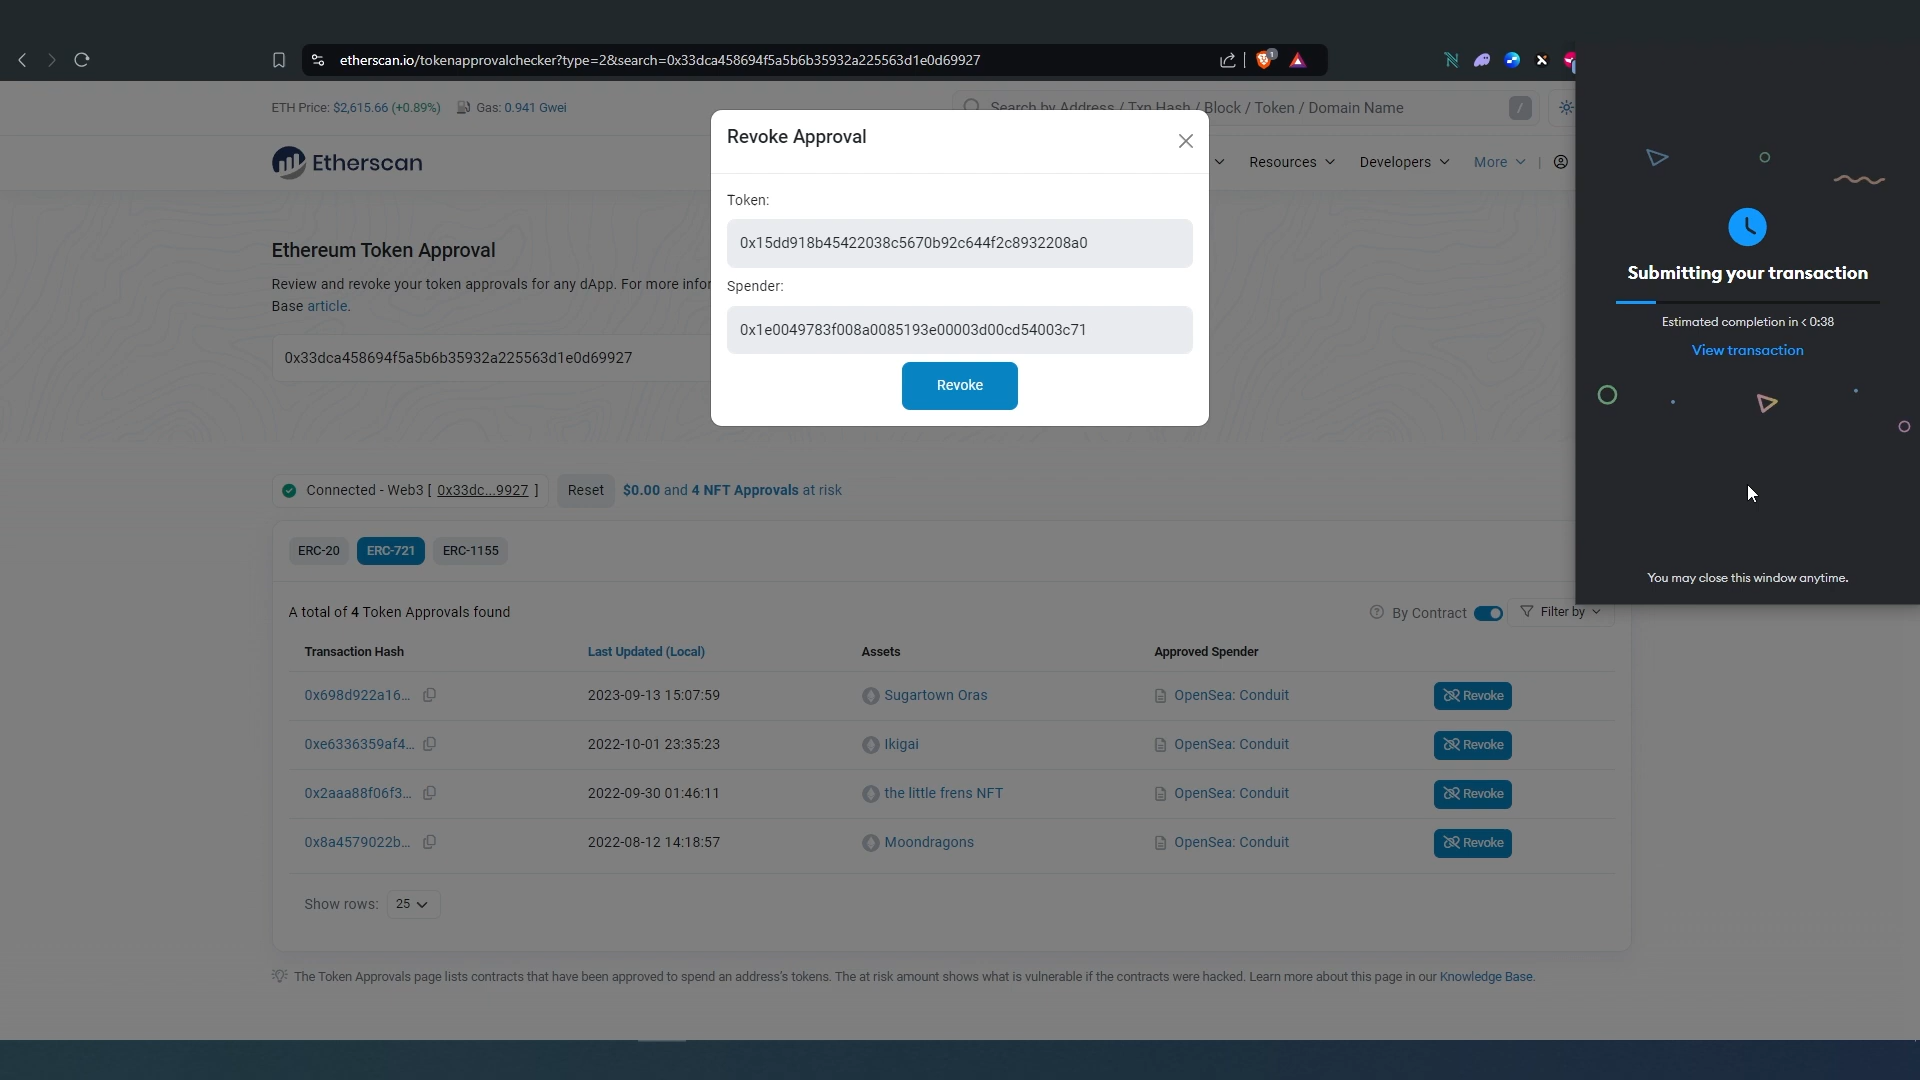 etherscan.io/tokenapprovalchecker?type=2&search=0x33dca458694f5a5b6b35932a225563d1e0d69927
1
ETH Price: $2,615.66 (+0.89%) Gas: 0.941 Gwei
Search by Address / Txn Hash / Block / Token / Domain Name
/
Etherscan
Resources
Developers
More
Ethereum Token Approval
Review and revoke your token approvals for any dApp. For more infor
Base article.
0x33dca458694f5a5b6b35932a225563d1e0d69927
Revoke Approval
Token:
0x15dd918b45422038c5670b92c644f2c8932208a0
Spender:
0x1e0049783f008a0085193e00003d00cd54003c71
Revoke
Submitting your transaction
Estimated completion in < 0:38
View transaction
You may close this window anytime.
Connected - Web3 [ 0x33dc...9927 ] Reset $0.00 and 4 NFT Approvals at risk
ERC-20 ERC-721 ERC-1155
A total of 4 Token Approvals found
By Contract Filter by
Transaction Hash Last Updated (Local) Assets Approved Spender
0x698d922a16... 2023-09-13 15:07:59 Sugartown Oras OpenSea: Conduit Revoke
0xe6336359af4... 2022-10-01 23:35:23 Ikigai OpenSea: Conduit Revoke
0x2aaa88f06f3... 2022-09-30 01:46:11 the little frens NFT OpenSea: Conduit Revoke
0x8a4579022b... 2022-08-12 14:18:57 Moondragons OpenSea: Conduit Revoke
Show rows: 25
The Token Approvals page lists contracts that have been approved to spend an address's tokens. The at risk amount shows what is vulnerable if the contracts were hacked. Learn more about this page in our Knowledge Base.